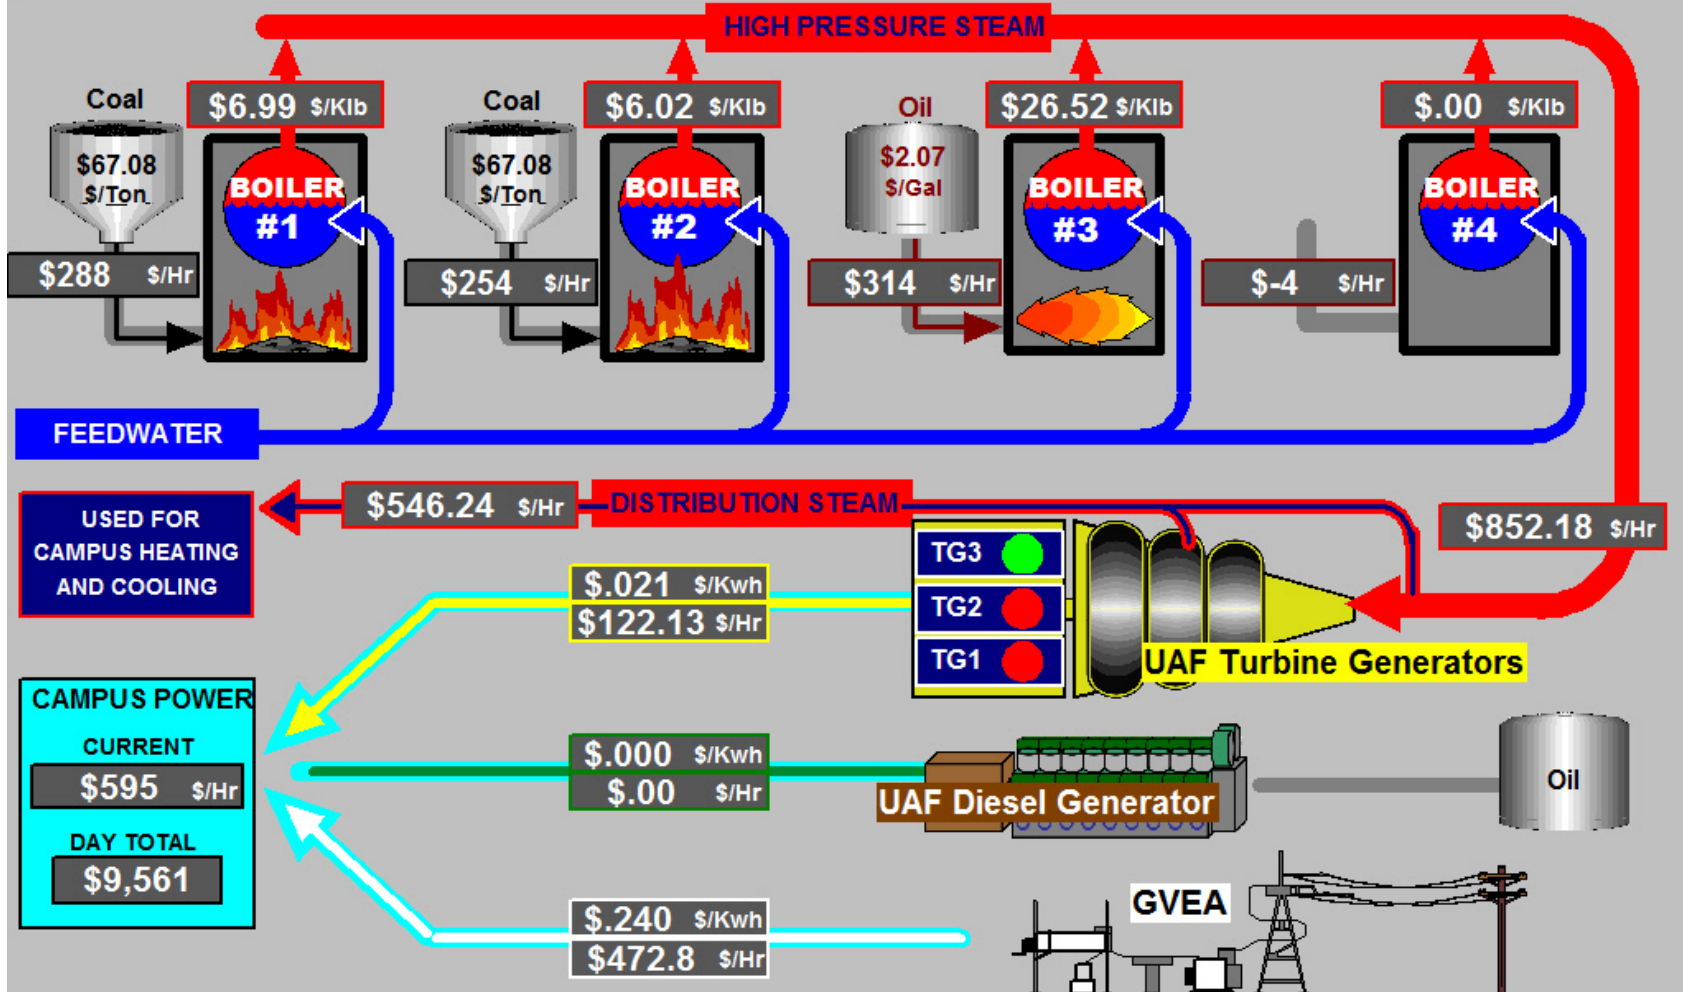 HIGH PRESSURE STEAM
Coal
$6.99 $/Klb
Coal
$6.02 $/Klb
Oil
$26.52 $/Klb
$.00 $/Klb
$67.08
$/Ton
BOILER
#1
$67.08
$/Ton
BOILER
#2
$2.07
$/Gal
BOILER
#3
BOILER
#4
$288 $/Hr
$254 $/Hr
$314 $/Hr
$-4 $/Hr
FEEDWATER
USED FOR
CAMPUS HEATING
AND COOLING
$546.24 $/Hr
DISTRIBUTION STEAM
$852.18 $/Hr
TG3
TG2
TG1
$.021 $/Kwh
$122.13 $/Hr
UAF Turbine Generators
CAMPUS POWER
CURRENT
$595 $/Hr
DAY TOTAL
$9,561
$.000 $/Kwh
$.00 $/Hr
UAF Diesel Generator
Oil
GVEA
$.240 $/Kwh
$472.8 $/Hr